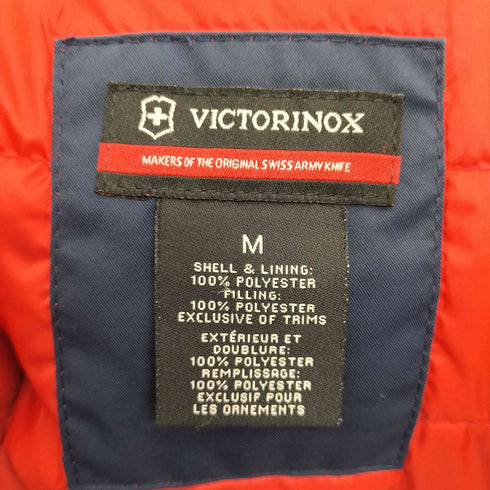 VICTORINOX
MAKERS OF THE ORIGINAL SWISS ARMY KNIFE
M
SHELL & LINING:
100% POLYESTER
FILLING:
100% POLYESTER
EXCLUSIVE OF TRIMS
EXTÉRIEUR ET
DOUBLURE:
100% POLYESTER
REMPLISSAGE:
100% POLYESTER
EXCLUSIF POUR
LES ORNEMENTS